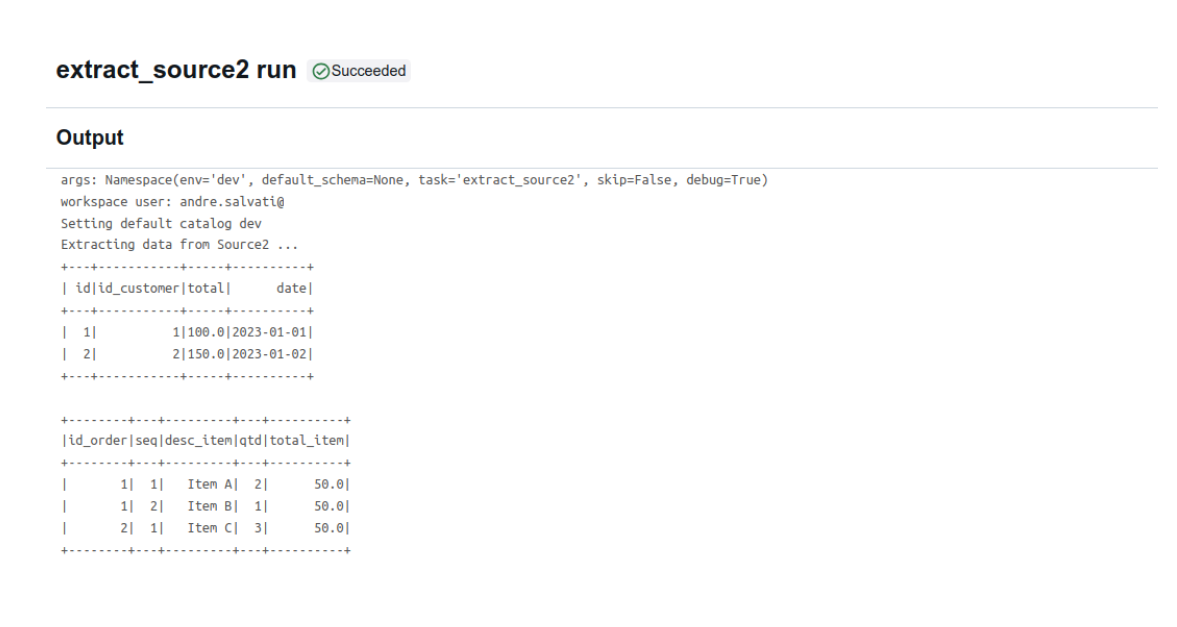 extract_source2 run Succeeded
Output
args: Namespace(env='dev', default_schema=None, task='extract_source2', skip=False, debug=True)
workspace user: andre.salvati@
Setting default catalog dev
Extracting data from Source2 ...
+---+-----------+-----+----------+
| id|id_customer|total|      date|
+---+-----------+-----+----------+
|  1|          1|100.0|2023-01-01|
|  2|          2|150.0|2023-01-02|
+---+-----------+-----+----------+
+--------+---+---------+---+----------+
|id_order|seq|desc_item|qtd|total_item|
+--------+---+---------+---+----------+
|       1|  1|   Item A|  2|      50.0|
|       1|  2|   Item B|  1|      50.0|
|       2|  1|   Item C|  3|      50.0|
+--------+---+---------+---+----------+